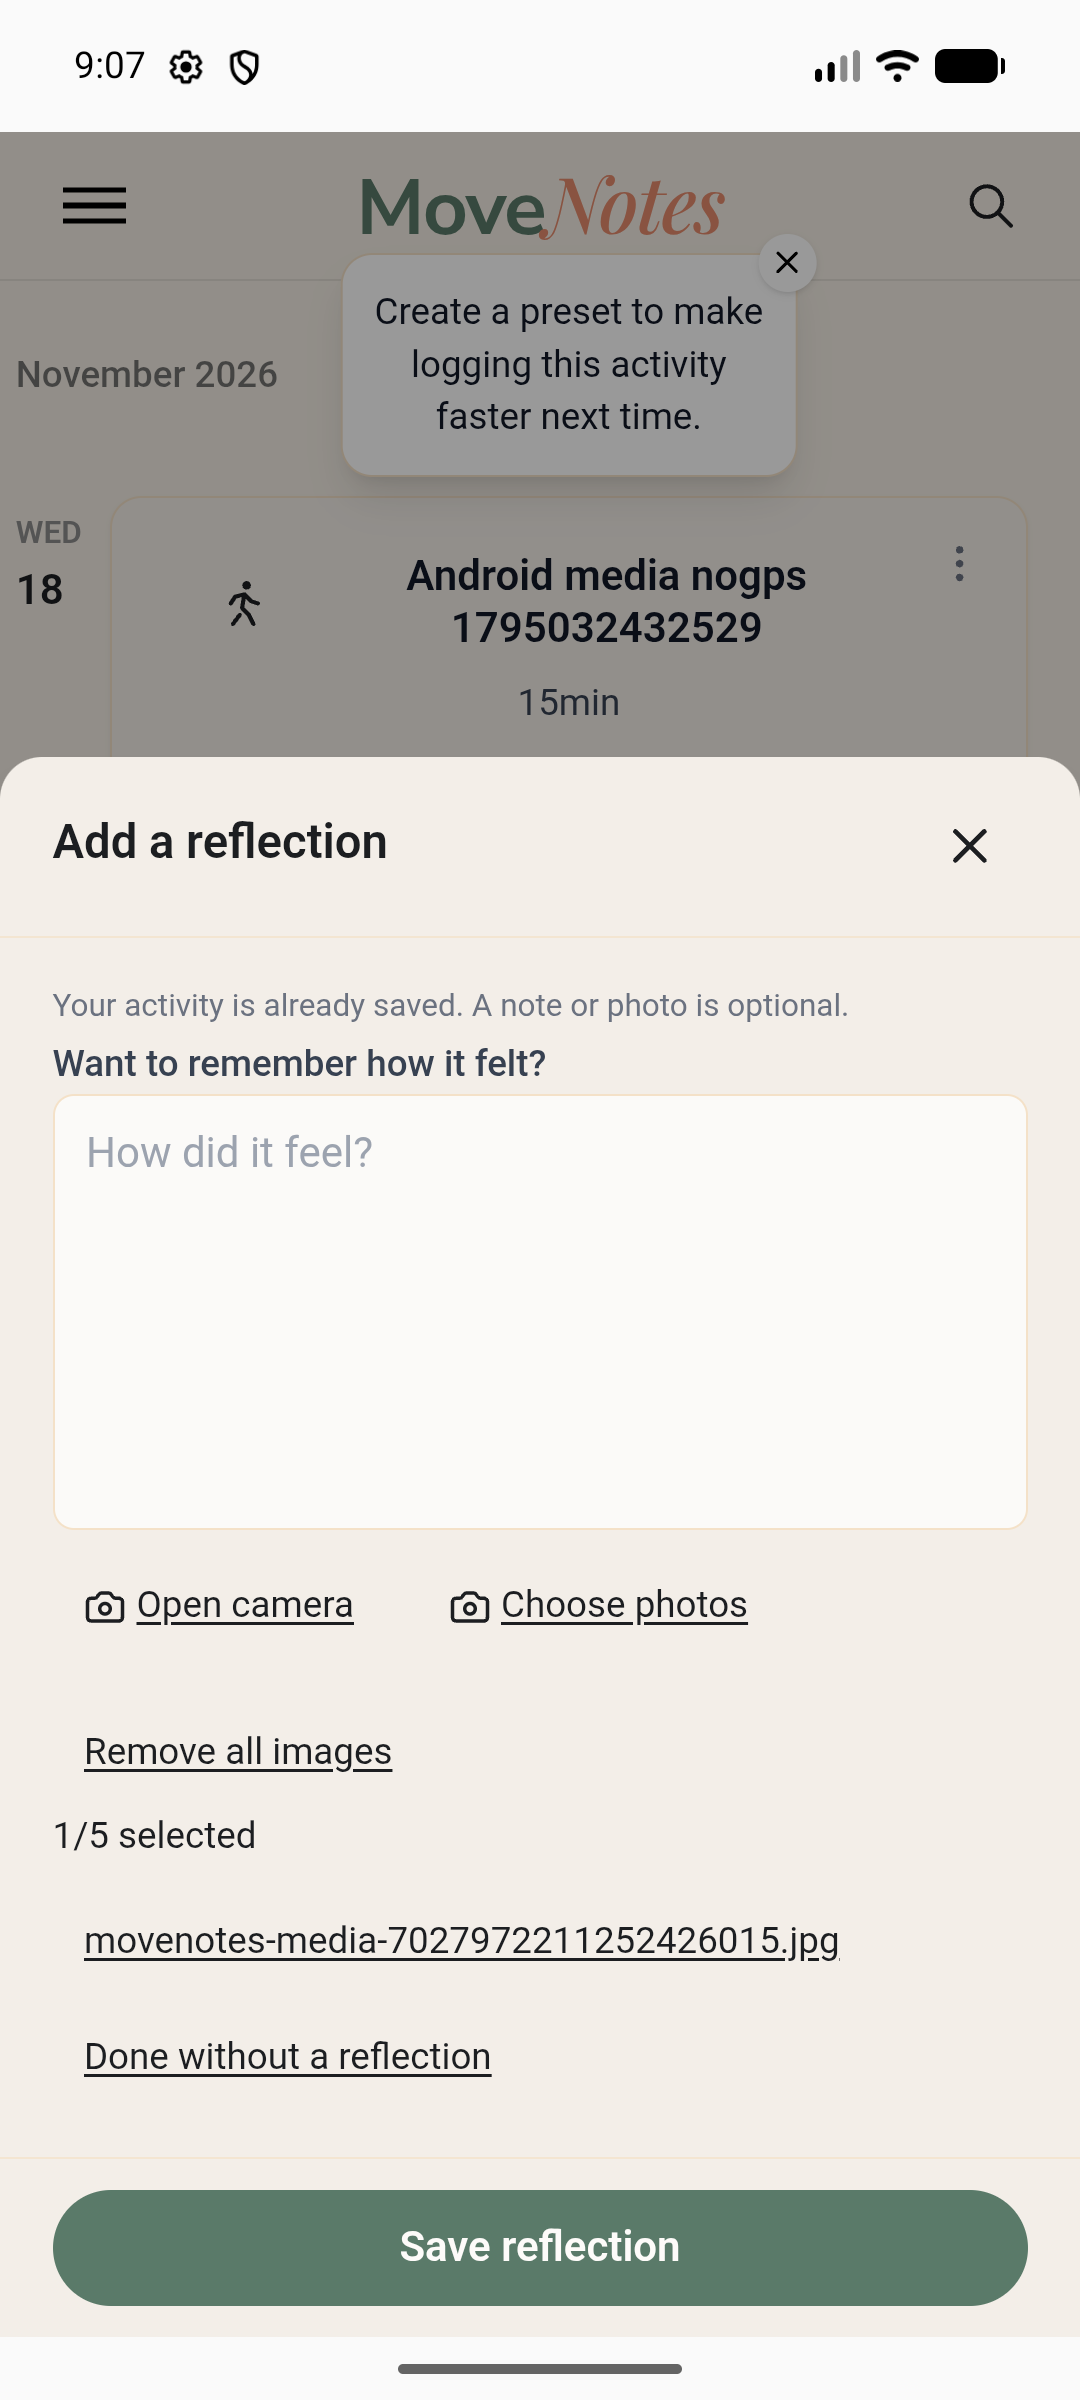 9:07
MoveNotes
Create a preset to make
logging this activity
faster next time.
November 2026
WED
18
Android media nogps
1795032432529
15min
Add a reflection
Your activity is already saved. A note or photo is optional.
Want to remember how it felt?
How did it feel?
Open camera
Choose photos
Remove all images
1/5 selected
movenotes-media-7027972211252426015.jpg
Done without a reflection
Save reflection